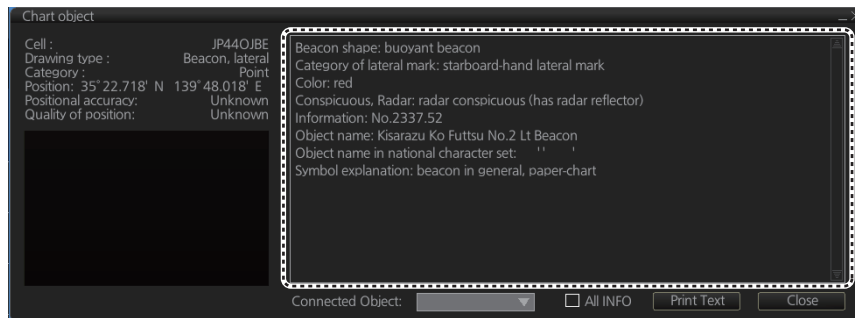 Chart object
Cell : JP44OJBE
Drawing type : Beacon, lateral
Category : Point
Position: 35°22.718' N 139°48.018' E
Positional accuracy: Unknown
Quality of position: Unknown
Beacon shape: buoyant beacon
Category of lateral mark: starboard-hand lateral mark
Color: red
Conspicuous, Radar: radar conspicuous (has radar reflector)
Information: No.2337.52
Object name: Kisarazu Ko Futtsu No.2 Lt Beacon
Object name in national character set: ' ' '
Symbol explanation: beacon in general, paper-chart
Connected Object:
All INFO
Print Text
Close